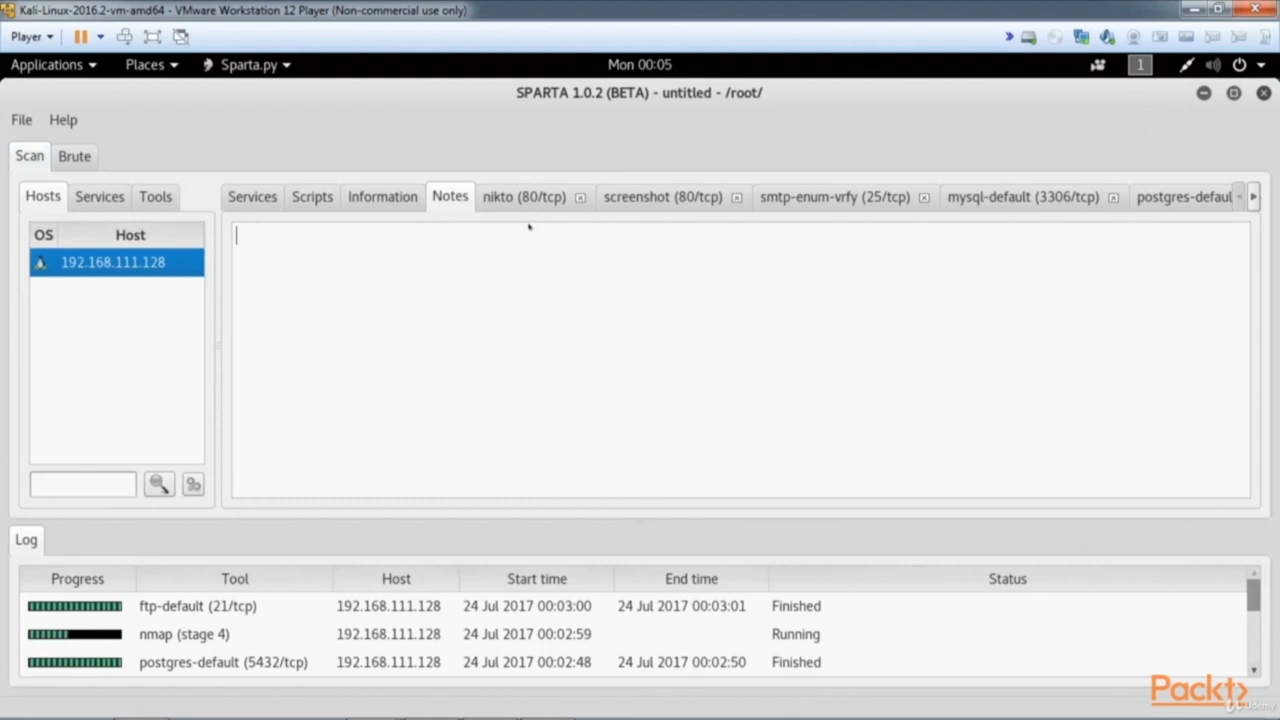 Kali-Linux-2016.2-vm-amd64 - VMware Workstation 12 Player (Non-commercial use only)
Player
Applications Places Sparta.py Mon 00:05 1
SPARTA 1.0.2 (BETA) - untitled - /root/
File Help
Scan Brute
Hosts Services Tools Services Scripts Information Notes nikto (80/tcp) screenshot (80/tcp) smtp-enum-vrfy (25/tcp) mysql-default (3306/tcp) postgres-defaul
OS Host
192.168.111.128
Log
Progress Tool Host Start time End time Status
ftp-default (21/tcp) 192.168.111.128 24 Jul 2017 00:03:00 24 Jul 2017 00:03:01 Finished
nmap (stage 4) 192.168.111.128 24 Jul 2017 00:02:59 Running
postgres-default (5432/tcp) 192.168.111.128 24 Jul 2017 00:02:48 24 Jul 2017 00:02:50 Finished
Packt
Udemy